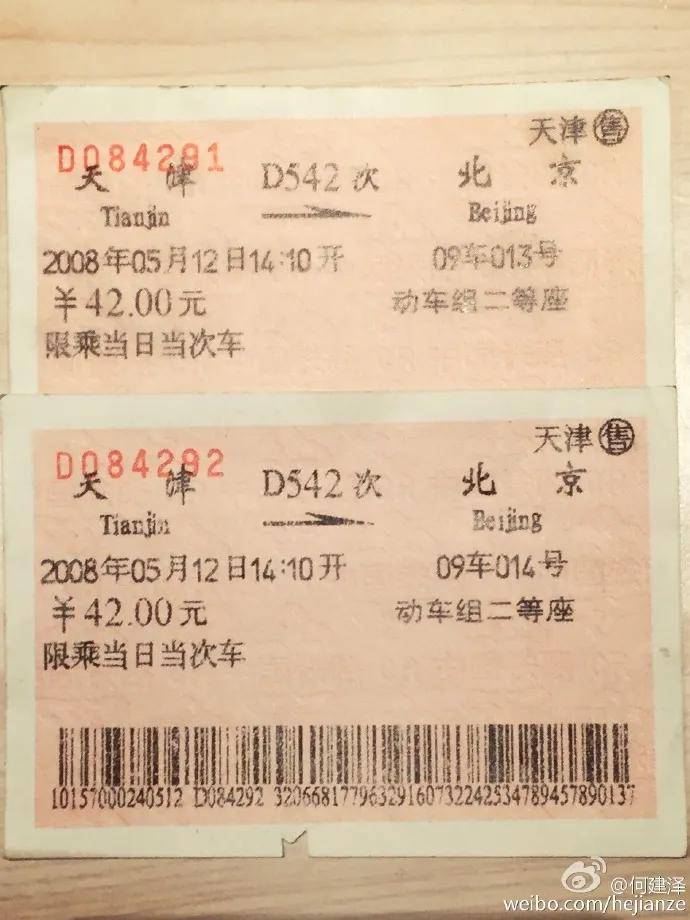 天津 售
D084291
天 津 D542次 北 京
Tianjin Beijing
2008年05月12日14:10开 09车013号
￥42.00元 动车组二等座
限乘当日当次车
天津 售
D084292
天 津 D542次 北 京
Tianjin Beijing
2008年05月12日14:10开 09车014号
￥42.00元 动车组二等座
限乘当日当次车
10157000240512 D084292 32066817796329160732242534789457890137
@何建泽
weibo.com/hejianze